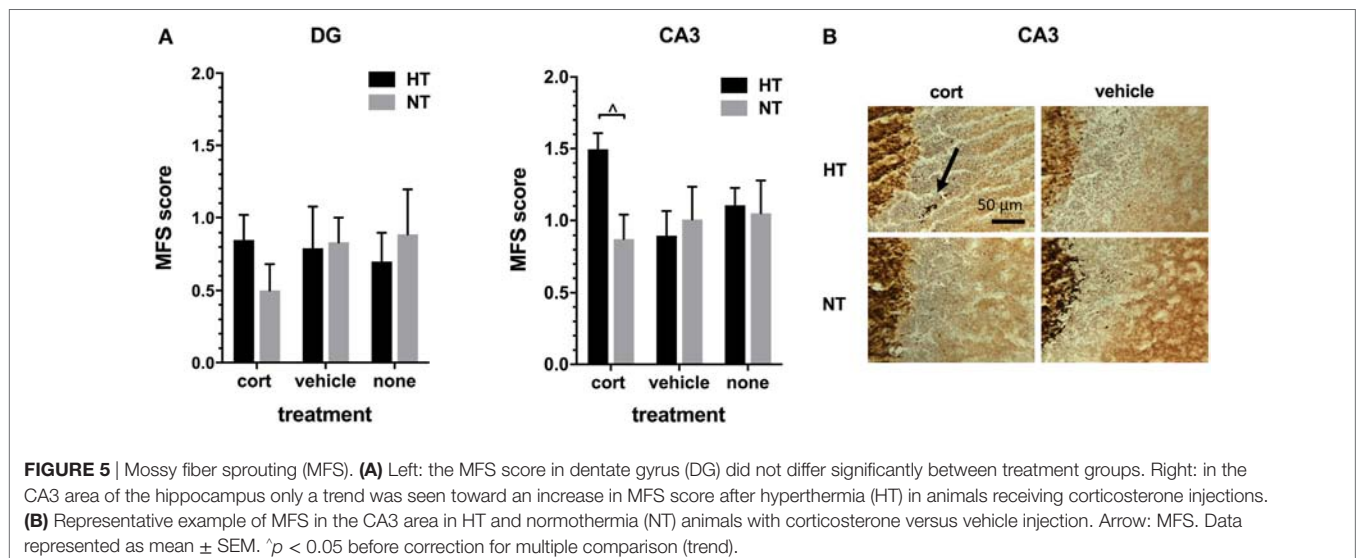 A
DG
CA3
B
CA3
2.0
1.5
1.0
0.5
0.0
MFS score
HT
NT
cort
vehicle
none
treatment
2.0
1.5
1.0
0.5
0.0
MFS score
HT
NT
^
cort
vehicle
none
treatment
cort
vehicle
HT
50 μm
NT
FIGURE 5 | Mossy fiber sprouting (MFS). (A) Left: the MFS score in dentate gyrus (DG) did not differ significantly between treatment groups. Right: in the
CA3 area of the hippocampus only a trend was seen toward an increase in MFS score after hyperthermia (HT) in animals receiving corticosterone injections.
(B) Representative example of MFS in the CA3 area in HT and normothermia (NT) animals with corticosterone versus vehicle injection. Arrow: MFS. Data
represented as mean ± SEM. ^p < 0.05 before correction for multiple comparison (trend).